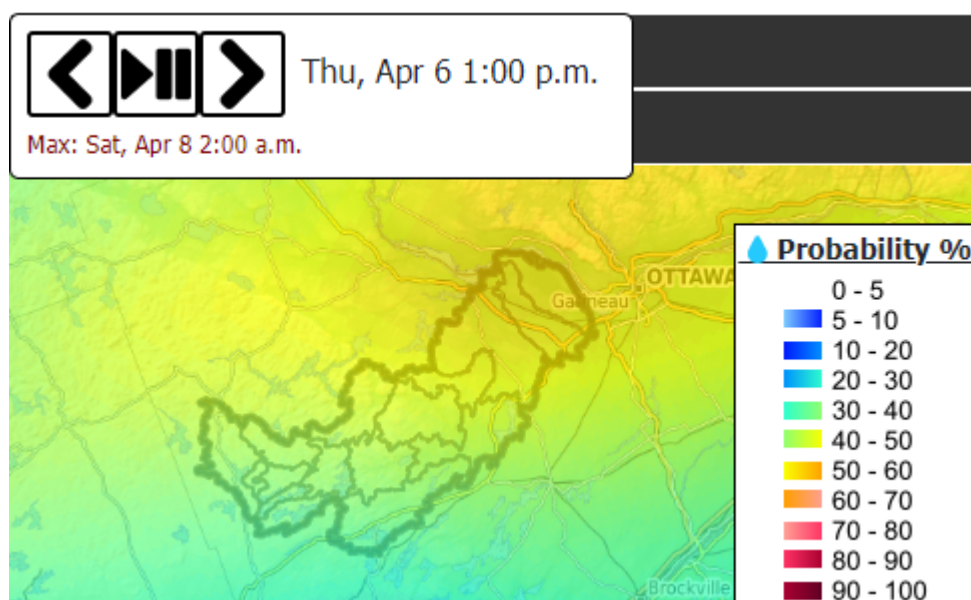 Thu, Apr 6 1:00 p.m.
Max: Sat, Apr 8 2:00 a.m.
Probability %
OTTAWA
Gatineau
0 - 5
5 - 10
10 - 20
20 - 30
30 - 40
40 - 50
50 - 60
60 - 70
70 - 80
80 - 90
90 - 100
Brockville